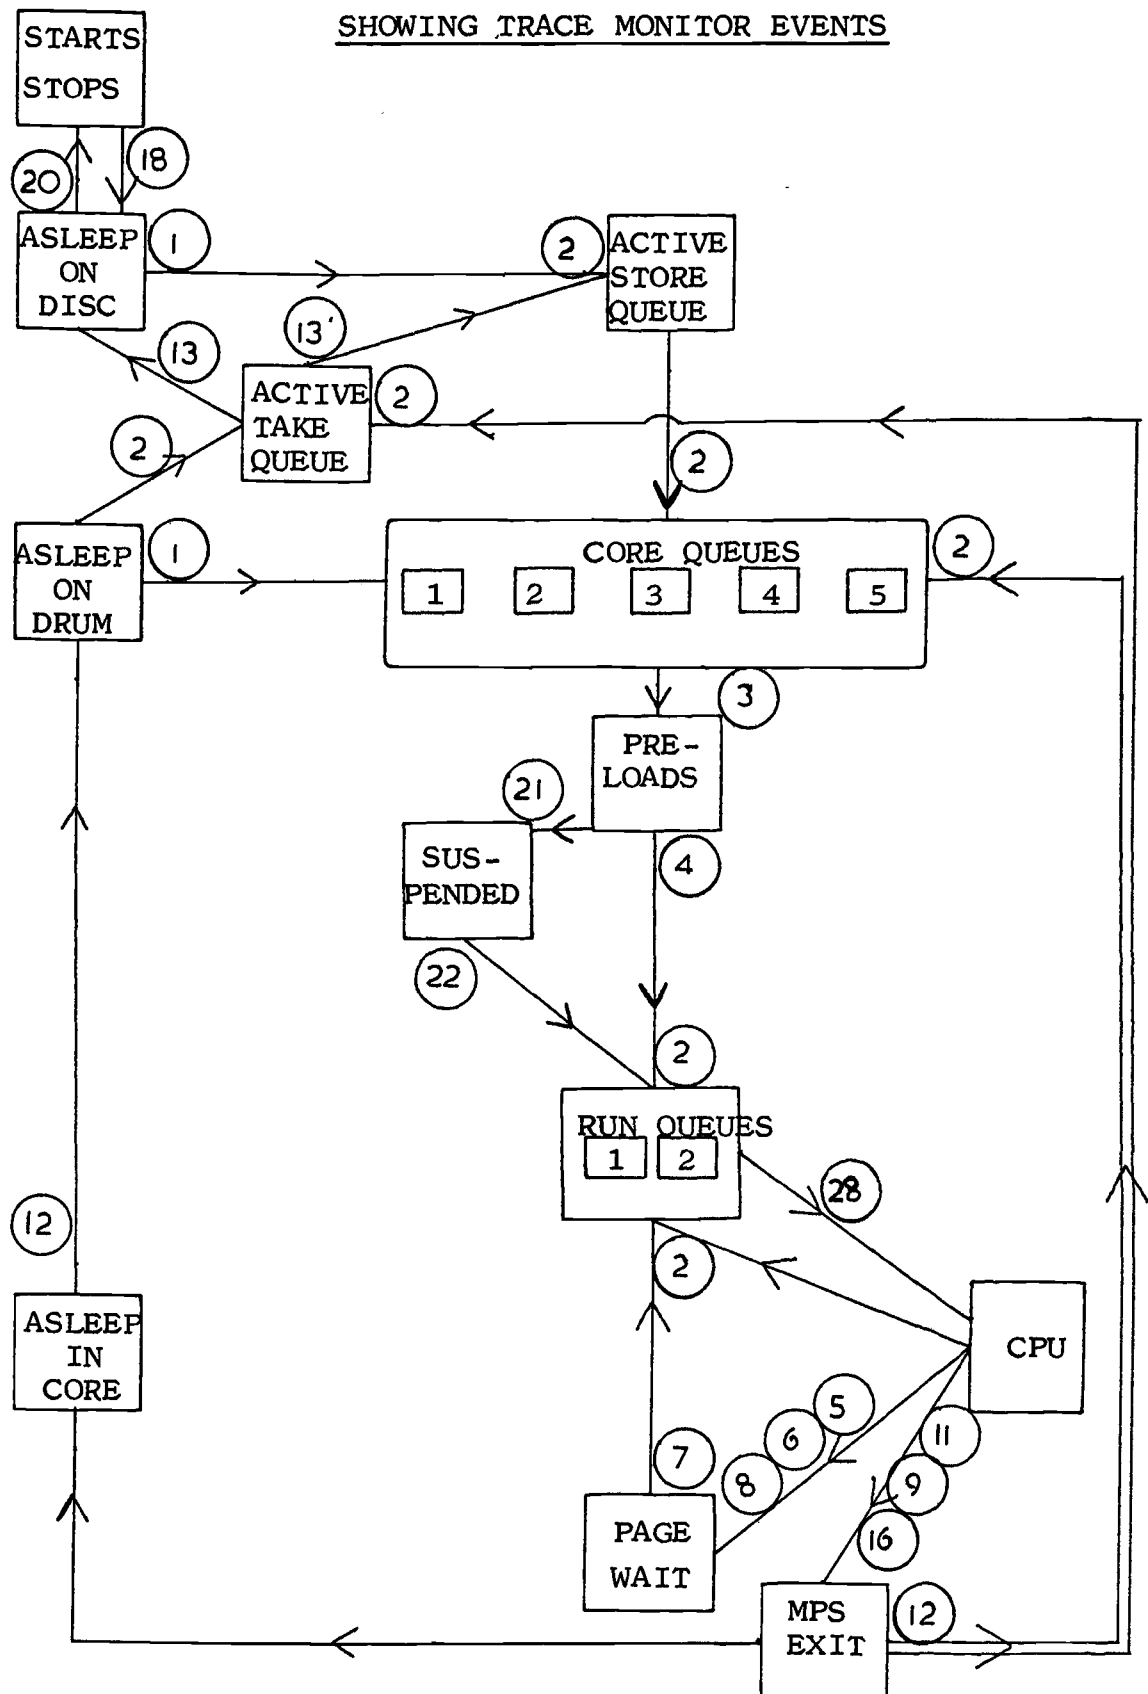 SHOWING TRACE MONITOR EVENTS
STARTS
STOPS
20
18
ASLEEP
ON
DISC
1
2
ACTIVE
STORE
QUEUE
13
13'
ACTIVE
TAKE
QUEUE
2
2
2
ASLEEP
ON
DRUM
1
CORE QUEUES
1 2 3 4 5
2
3
PRE-
LOADS
21
SUS-
PENDED
4
22
2
RUN QUEUES
1 2
28
2
12
ASLEEP
IN
CORE
CPU
5
6
8
11
9
16
7
PAGE
WAIT
MPS
EXIT
12